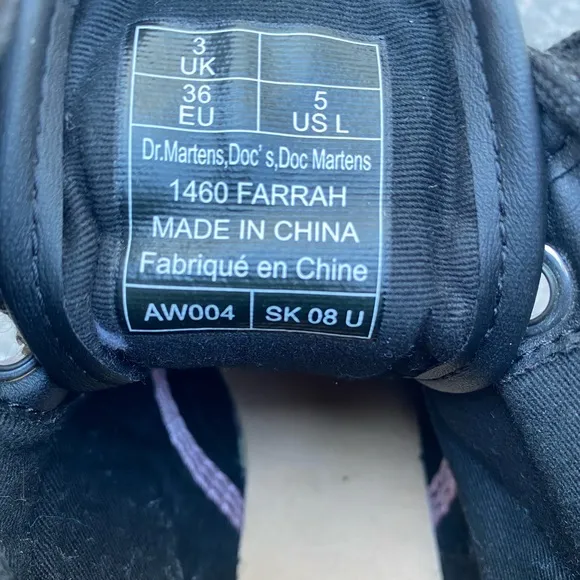 3
UK
36
EU
5
US L
Dr.Martens,Doc's,Doc Martens
1460 FARRAH
MADE IN CHINA
Fabriqué en Chine
AW004 SK 08 U